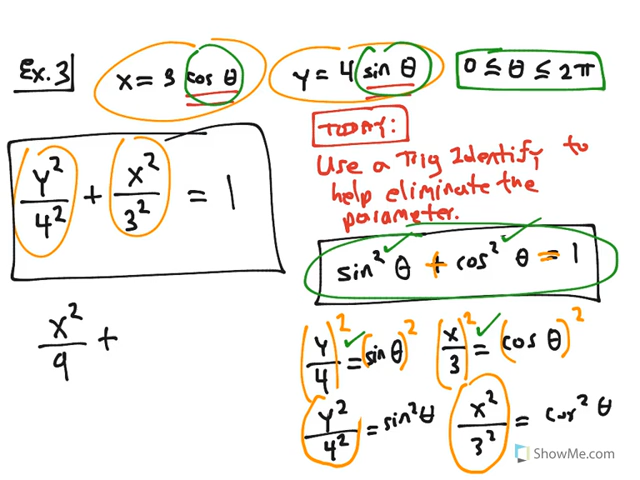 Ex. 3
x = 3 cos θ
y = 4 sin θ
0 ≤ θ ≤ 2π
TODAY:
Use a Trig Identify to
help eliminate the
parameter.
y²/4² + x²/3² = 1
sin² θ + cos² θ = 1
x²/9 +
(y/4)² = (sin θ)²
(x/3)² = (cos θ)²
y²/4² = sin²θ
x²/3² = cos² θ
ShowMe.com